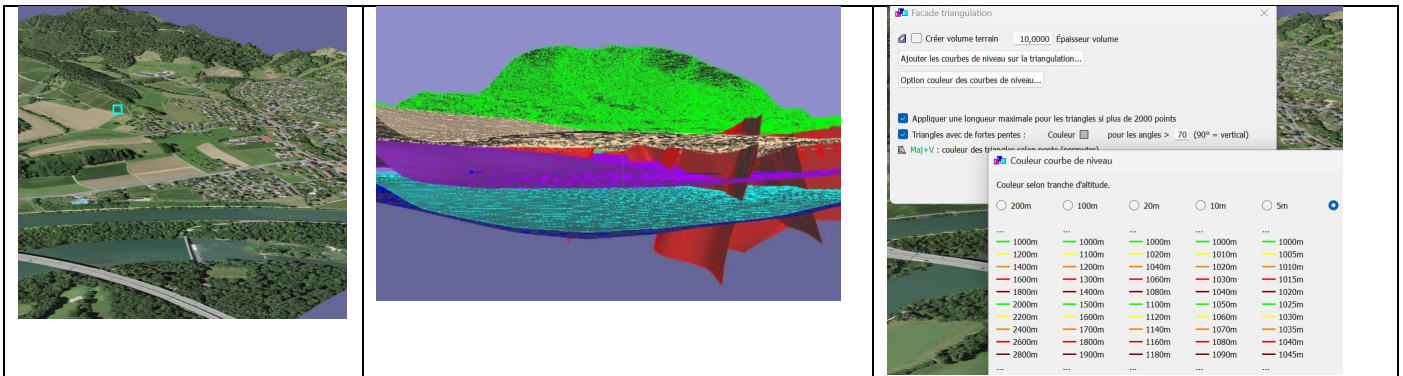 Facade triangulation
Créer volume terrain 10,0000 Épaisseur volume
Ajouter les courbes de niveau sur la triangulation...
Option couleur des courbes de niveau...
Appliquer une longueur maximale pour les triangles si plus de 2000 points
Triangles avec de fortes pentes : Couleur pour les angles > 70 (90° = vertical)
Maj+V : couleur des triangles selon pente (permuter)
Couleur courbe de niveau
Couleur selon tranche d'altitude.
200m 100m 20m 10m 5m
... ... ... ... ...
1000m 1000m 1000m 1000m 1000m
1200m 1100m 1020m 1010m 1005m
1400m 1200m 1040m 1020m 1010m
1600m 1300m 1060m 1030m 1015m
1800m 1400m 1080m 1040m 1020m
2000m 1500m 1100m 1050m 1025m
2200m 1600m 1120m 1060m 1030m
2400m 1700m 1140m 1070m 1035m
2600m 1800m 1160m 1080m 1040m
2800m 1900m 1180m 1090m 1045m
... ... ... ... ...